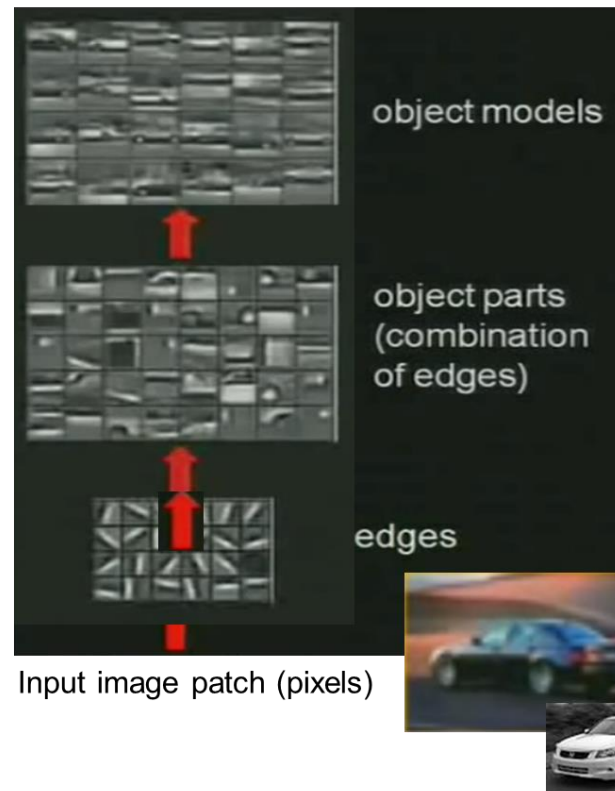 object models
object parts
(combination
of edges)
edges
Input image patch (pixels)